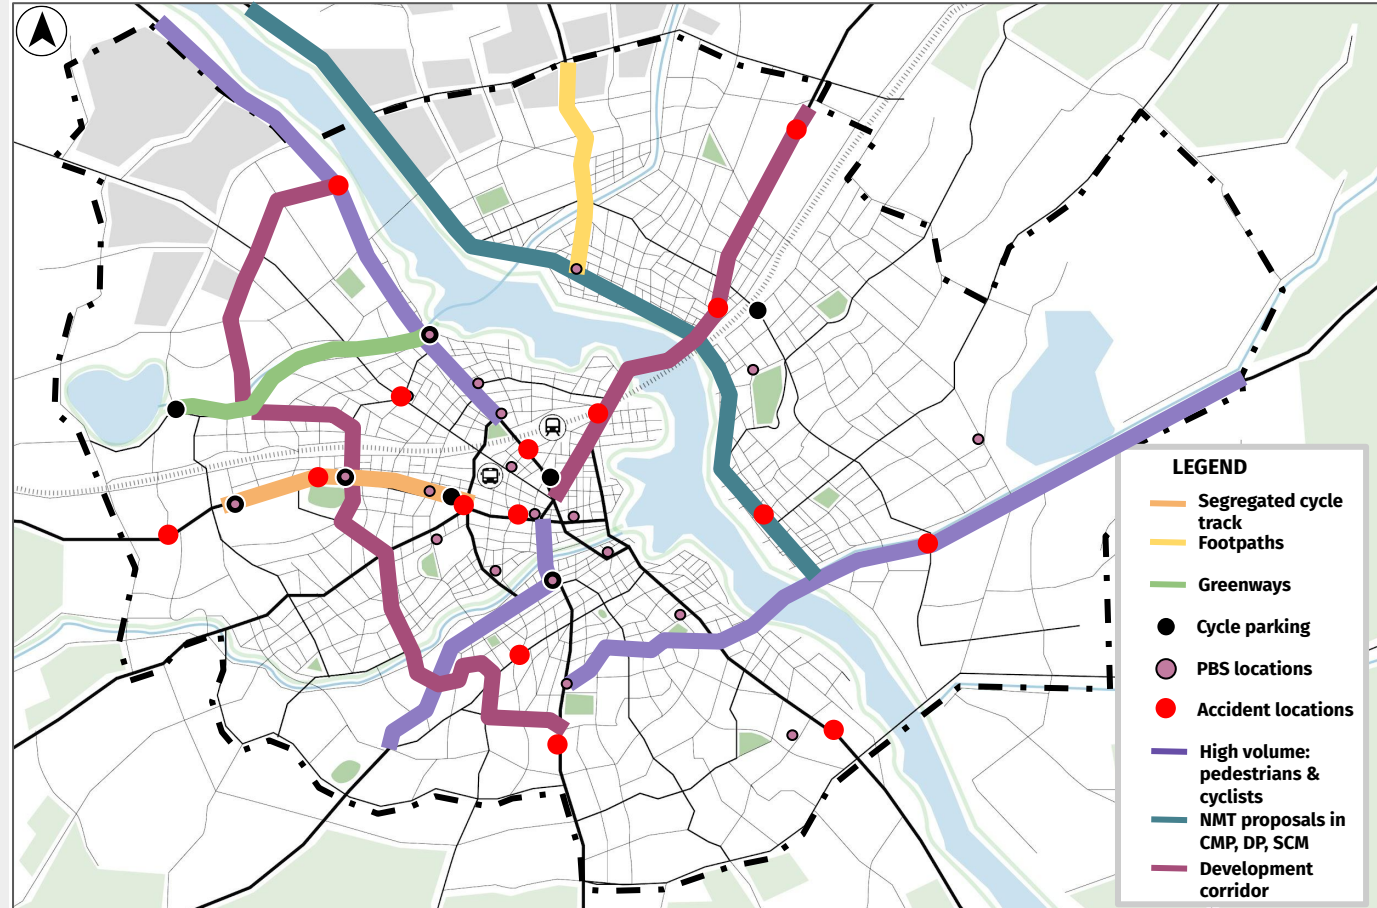 LEGEND
Segregated cycle
track
Footpaths
Greenways
Cycle parking
PBS locations
Accident locations
High volume:
pedestrians &
cyclists
NMT proposals in
CMP, DP, SCM
Development
corridor